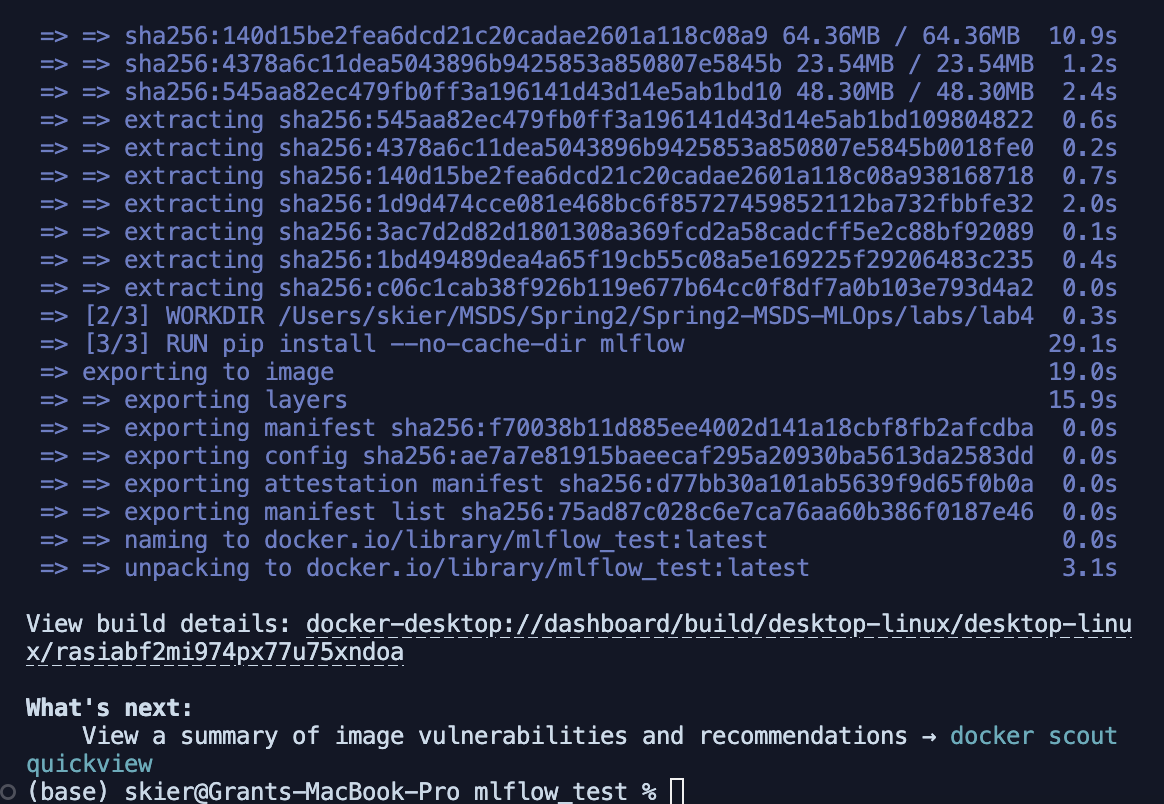 => => sha256:140d15be2fea6dcd21c20cadae2601a118c08a9 64.36MB / 64.36MB 10.9s
=> => sha256:4378a6c11dea5043896b9425853a850807e5845b 23.54MB / 23.54MB 1.2s
=> => sha256:545aa82ec479fb0ff3a196141d43d14e5ab1bd10 48.30MB / 48.30MB 2.4s
=> => extracting sha256:545aa82ec479fb0ff3a196141d43d14e5ab1bd109804822 0.6s
=> => extracting sha256:4378a6c11dea5043896b9425853a850807e5845b0018fe0 0.2s
=> => extracting sha256:140d15be2fea6dcd21c20cadae2601a118c08a938168718 0.7s
=> => extracting sha256:1d9d474cce081e468bc6f85727459852112ba732fbbfe32 2.0s
=> => extracting sha256:3ac7d2d82d1801308a369fcd2a58cadcff5e2c88bf92089 0.1s
=> => extracting sha256:1bd49489dea4a65f19cb55c08a5e169225f29206483c235 0.4s
=> => extracting sha256:c06c1cab38f926b119e677b64cc0f8df7a0b103e793d4a2 0.0s
=> [2/3] WORKDIR /Users/skier/MSDS/Spring2/Spring2-MSDS-MLOps/labs/lab4 0.3s
=> [3/3] RUN pip install --no-cache-dir mlflow 29.1s
=> exporting to image 19.0s
=> => exporting layers 15.9s
=> => exporting manifest sha256:f70038b11d885ee4002d141a18cbf8fb2afcdba 0.0s
=> => exporting config sha256:ae7a7e81915baeecaf295a20930ba5613da2583dd 0.0s
=> => exporting attestation manifest sha256:d77bb30a101ab5639f9d65f0b0a 0.0s
=> => exporting manifest list sha256:75ad87c028c6e7ca76aa60b386f0187e46 0.0s
=> => naming to docker.io/library/mlflow_test:latest 0.0s
=> => unpacking to docker.io/library/mlflow_test:latest 3.1s
View build details: docker-desktop://dashboard/build/desktop-linux/desktop-linu
x/rasiabf2mi974px77u75xndoa
What's next:
View a summary of image vulnerabilities and recommendations → docker scout
quickview
(base) skier@Grants-MacBook-Pro mlflow_test %